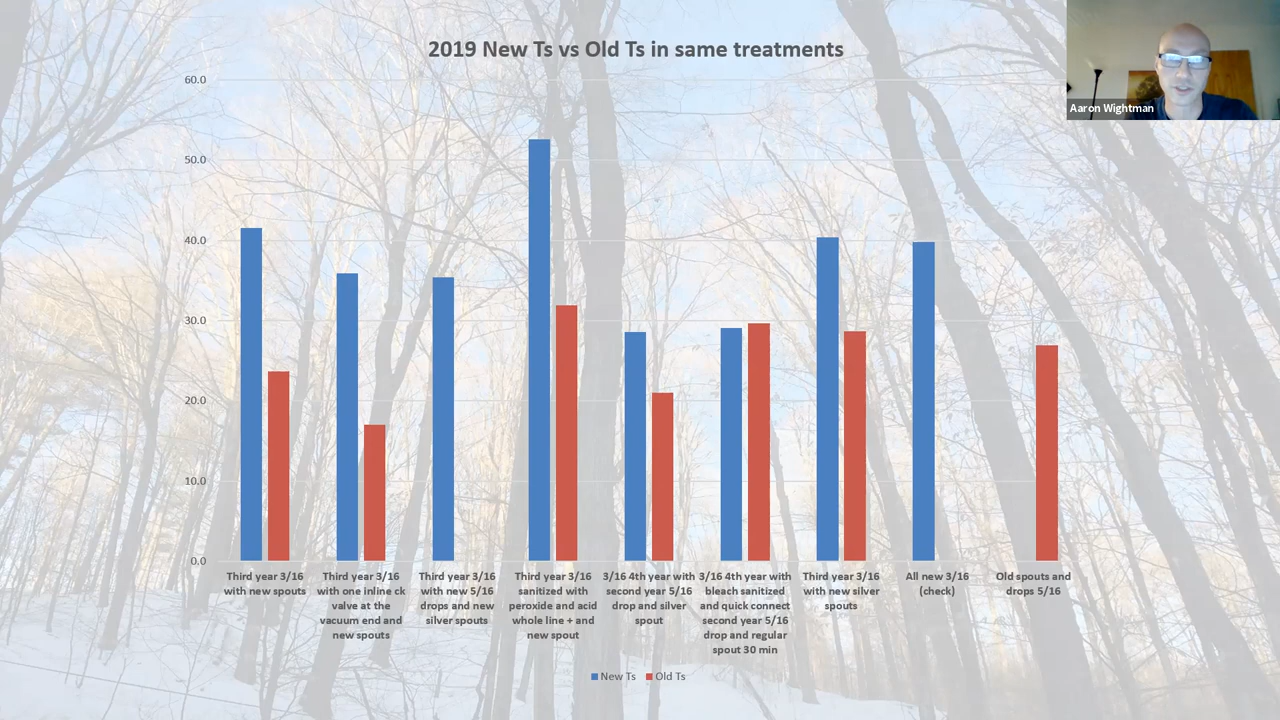 2019 New Ts vs Old Ts in same treatments
Aaron Wightman
60.0
50.0
40.0
30.0
20.0
10.0
0.0
Third year 3/16
with new spouts
Third year 3/16
with one inline ck
valve at the
vacuum end and
new spouts
Third year 3/16
with new 5/16
drops and new
silver spouts
Third year 3/16
sanitized with
peroxide and acid
whole line + and
new spout
3/16 4th year with
second year 5/16
drop and silver
spout
3/16 4th year with
bleach sanitized
and quick connect
second year 5/16
drop and regular
spout 30 min
Third year 3/16
with new silver
spouts
All new 3/16
(check)
Old spouts and
drops 5/16
New Ts
Old Ts